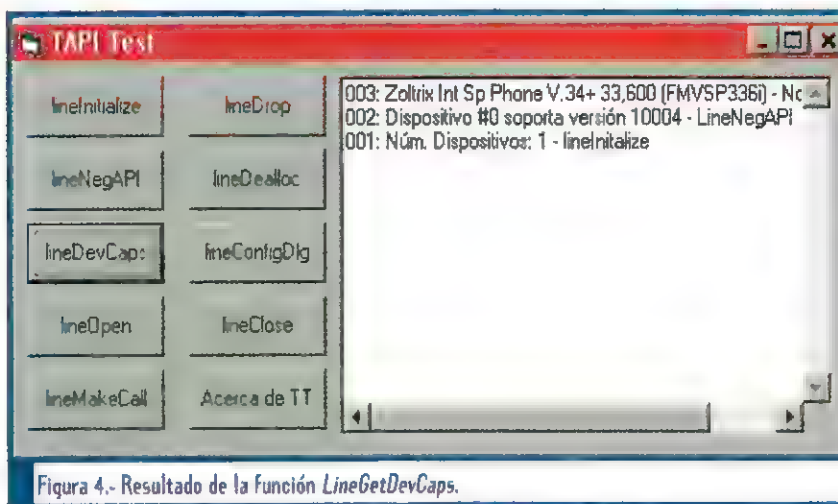 TAPI Test
lineInitialize
lineDrop
lineNegAPI
lineDealloc
lineDevCaps
lineConfigDlg
lineOpen
lineClose
lineMakeCall
Acerca de TT
003: Zoltrix Int Sp Phone V.34+ 33,600 (FMVSP336i) - No
002: Dispositivo #0 soporta versión 10004 - LineNegAPI
001: Núm. Dispositivos: 1 - lineInitalize
Figura 4.- Resultado de la función LineGetDevCaps.